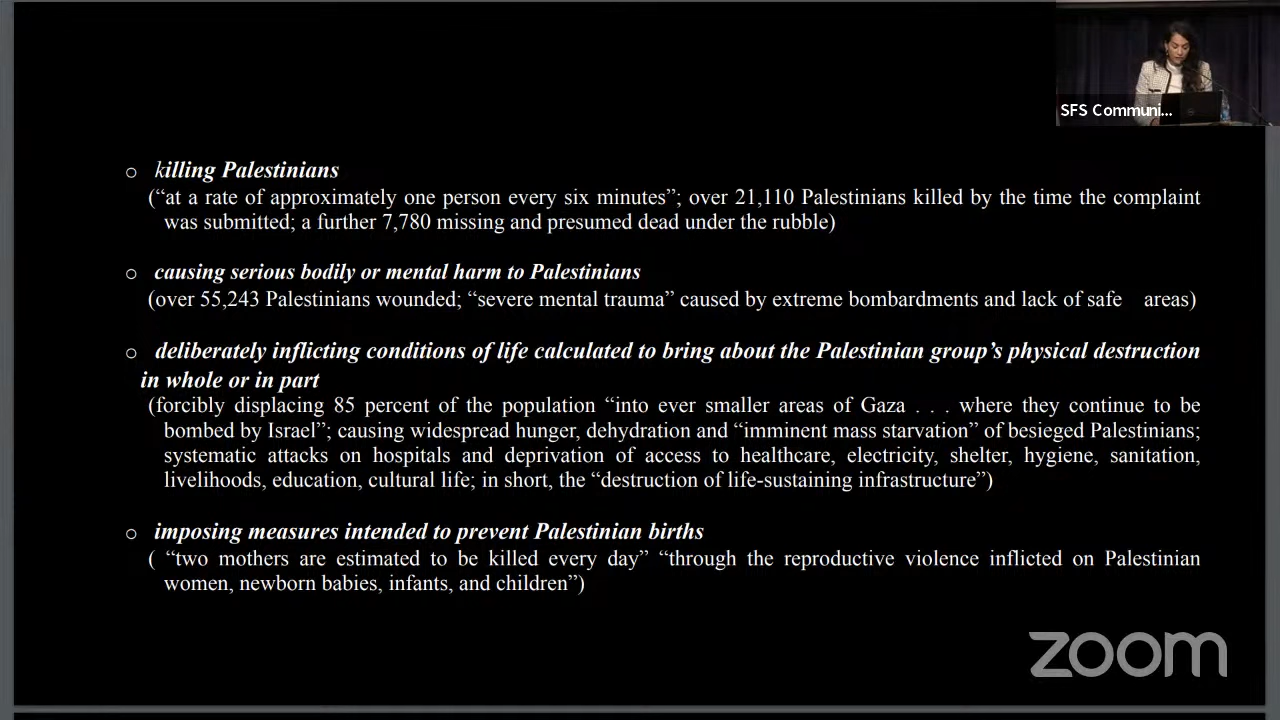 SFS Communi...
o killing Palestinians
(“at a rate of approximately one person every six minutes”; over 21,110 Palestinians killed by the time the complaint
was submitted; a further 7,780 missing and presumed dead under the rubble)
o causing serious bodily or mental harm to Palestinians
(over 55,243 Palestinians wounded; “severe mental trauma” caused by extreme bombardments and lack of safe areas)
o deliberately inflicting conditions of life calculated to bring about the Palestinian group’s physical destruction
in whole or in part
(forcibly displacing 85 percent of the population “into ever smaller areas of Gaza . . . where they continue to be
bombed by Israel”; causing widespread hunger, dehydration and “imminent mass starvation” of besieged Palestinians;
systematic attacks on hospitals and deprivation of access to healthcare, electricity, shelter, hygiene, sanitation,
livelihoods, education, cultural life; in short, the “destruction of life-sustaining infrastructure”)
o imposing measures intended to prevent Palestinian births
( “two mothers are estimated to be killed every day” “through the reproductive violence inflicted on Palestinian
women, newborn babies, infants, and children”)
zoom